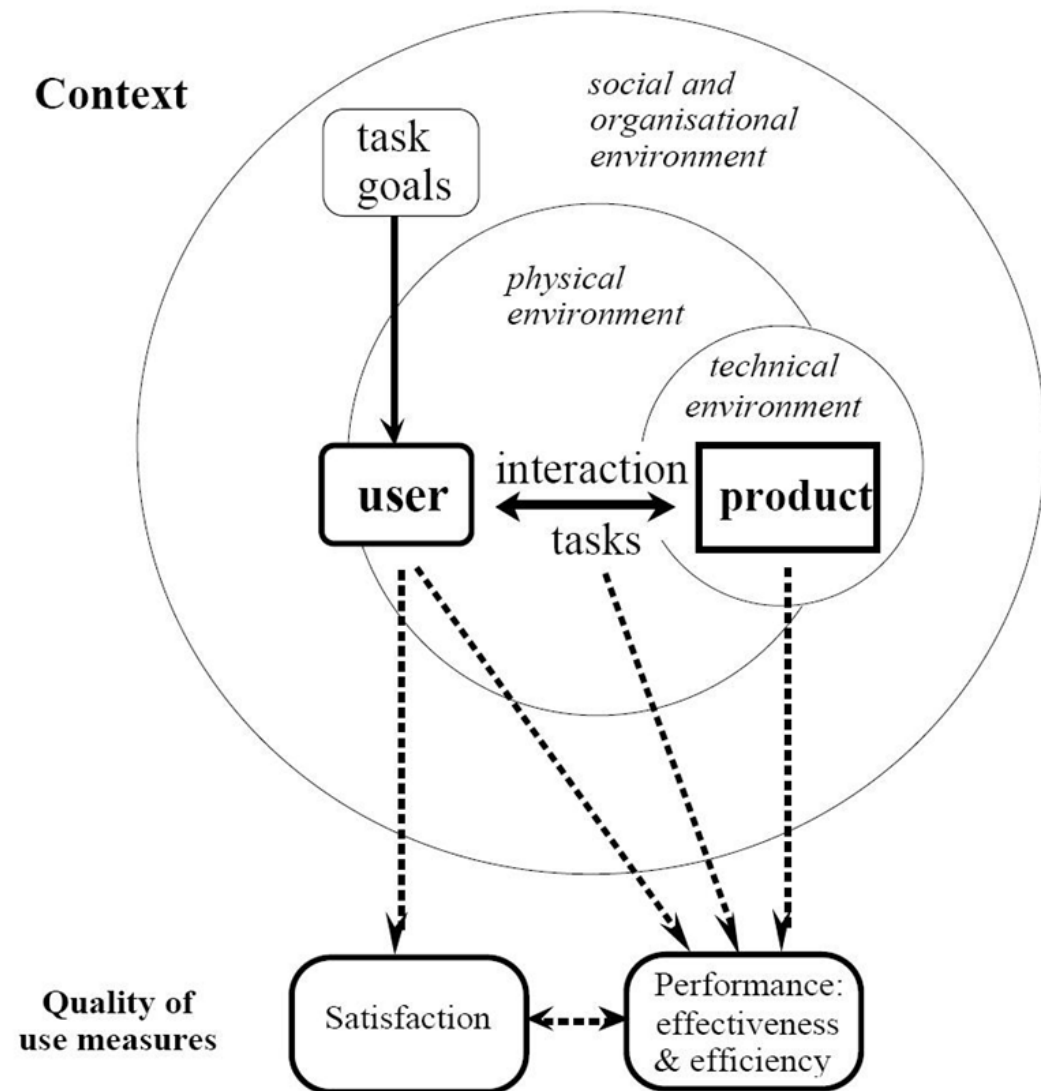 Context
social and
organisational
environment
task
goals
physical
environment
technical
environment
user
interaction
tasks
product
Quality of
use measures
Satisfaction
Performance:
effectiveness
& efficiency